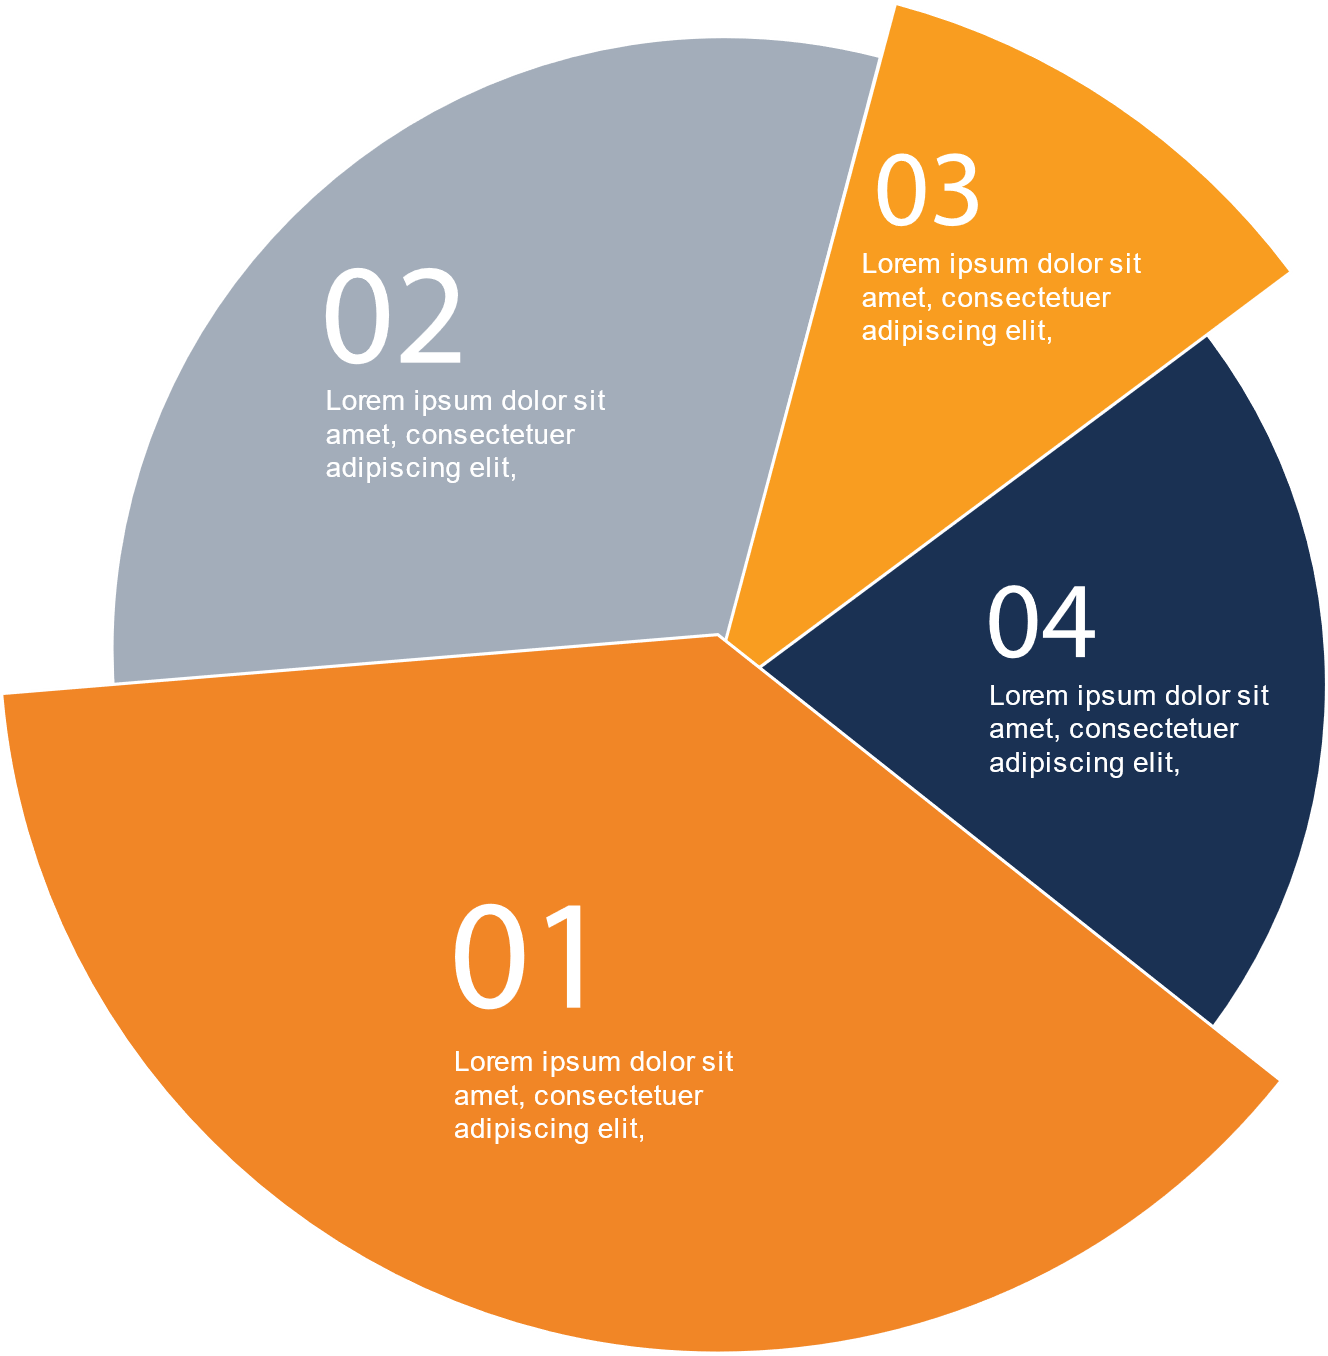 03
Lorem ipsum dolor sit
amet, consectetuer
adipiscing elit,
02
Lorem ipsum dolor sit
amet, consectetuer
adipiscing elit,
04
Lorem ipsum dolor sit
amet, consectetuer
adipiscing elit,
01
Lorem ipsum dolor sit
amet, consectetuer
adipiscing elit,